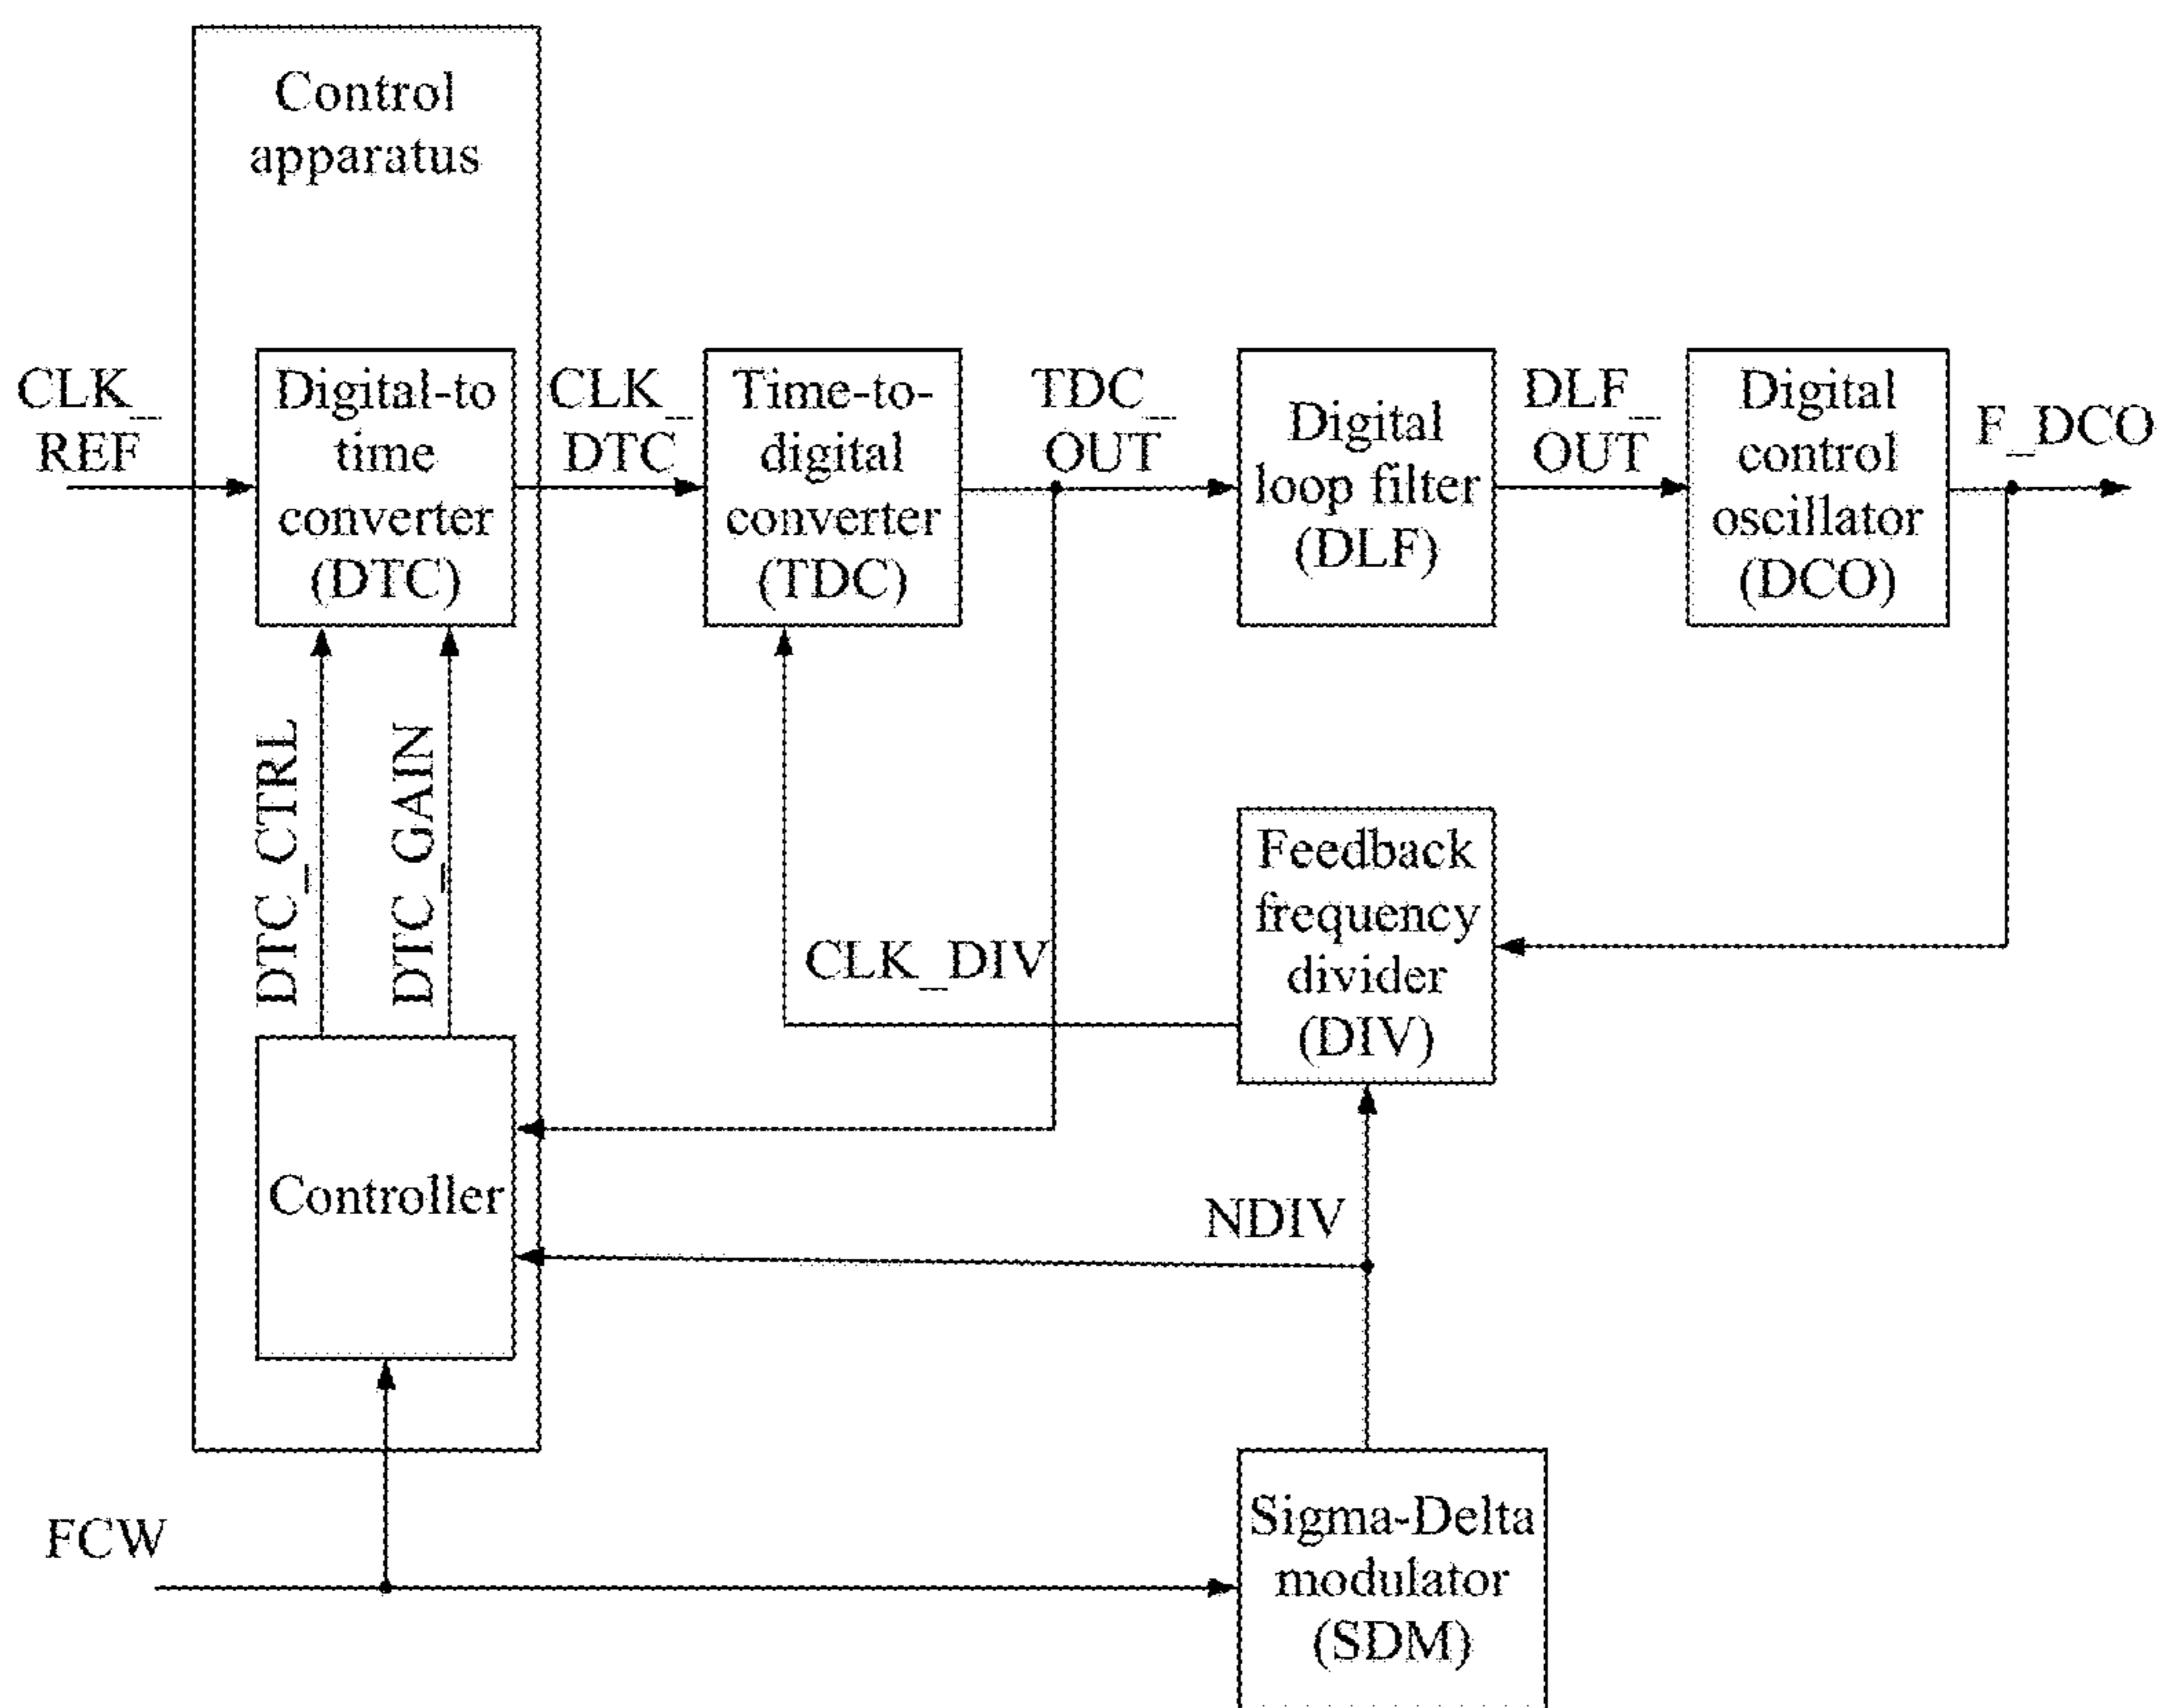 Control
apparatus
CLK_
REF
Digital-to
time
converter
(DTC)
CLK_
DTC
Time-to-
digital
converter
(TDC)
TDC_
OUT
Digital
loop filter
(DLF)
DLF_
OUT
Digital
control
oscillator
(DCO)
F_DCO
DTC_CTRL
DTC_GAIN
CLK_DIV
Feedback
frequency
divider
(DIV)
Controller
NDIV
FCW
Sigma-Delta
modulator
(SDM)